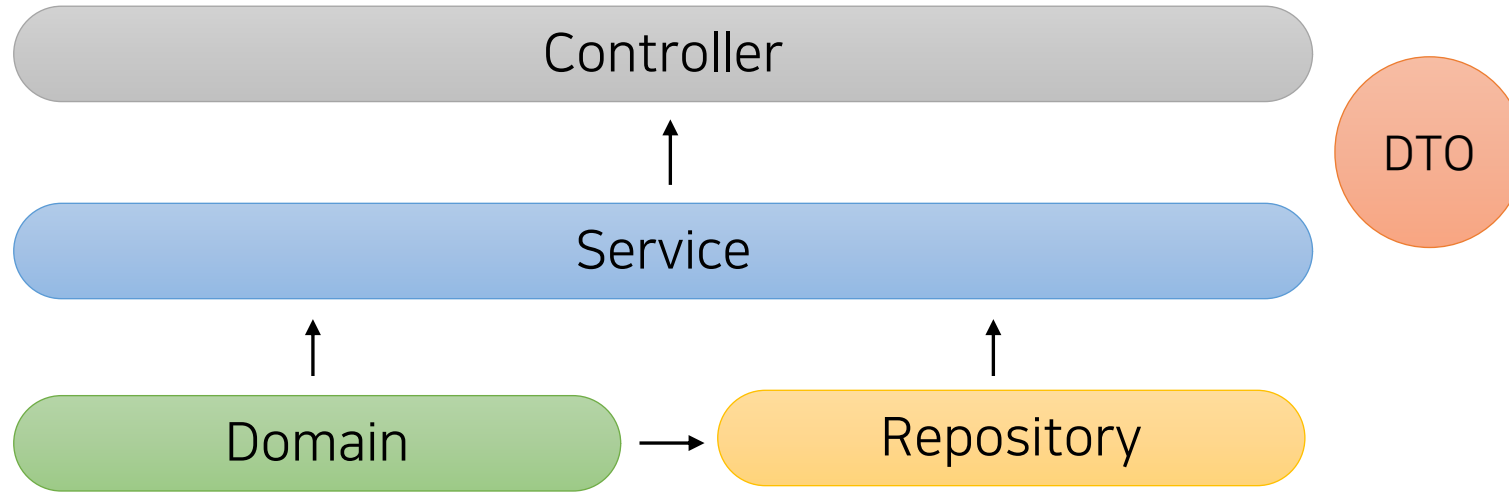 Controller
DTO
Service
Domain
Repository